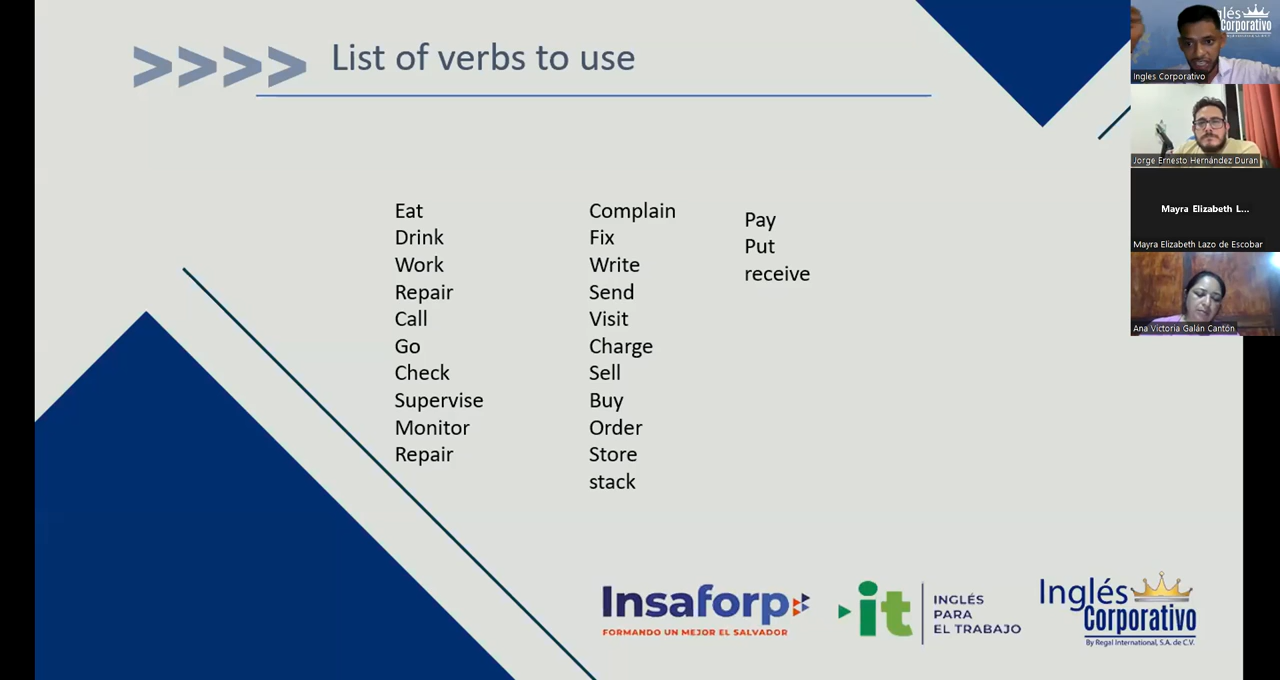 >>>> List of verbs to use
Eat
Drink
Work
Repair
Call
Go
Check
Supervise
Monitor
Repair
Complain
Fix
Write
Send
Visit
Charge
Sell
Buy
Order
Store
stack
Pay
Put
receive
Insaforp
FORMANDO UN MEJOR EL SALVADOR
it
INGLÉS
PARA
EL TRABAJO
Inglés
Corporativo
By Regal International, S.A. de C.V.
glés
Corporativo
Ingles Corporativo
Jorge Ernesto Hernández Duran
Mayra Elizabeth L...
Mayra Elizabeth Lazo de Escobar
Ana Victoria Galán Cantón